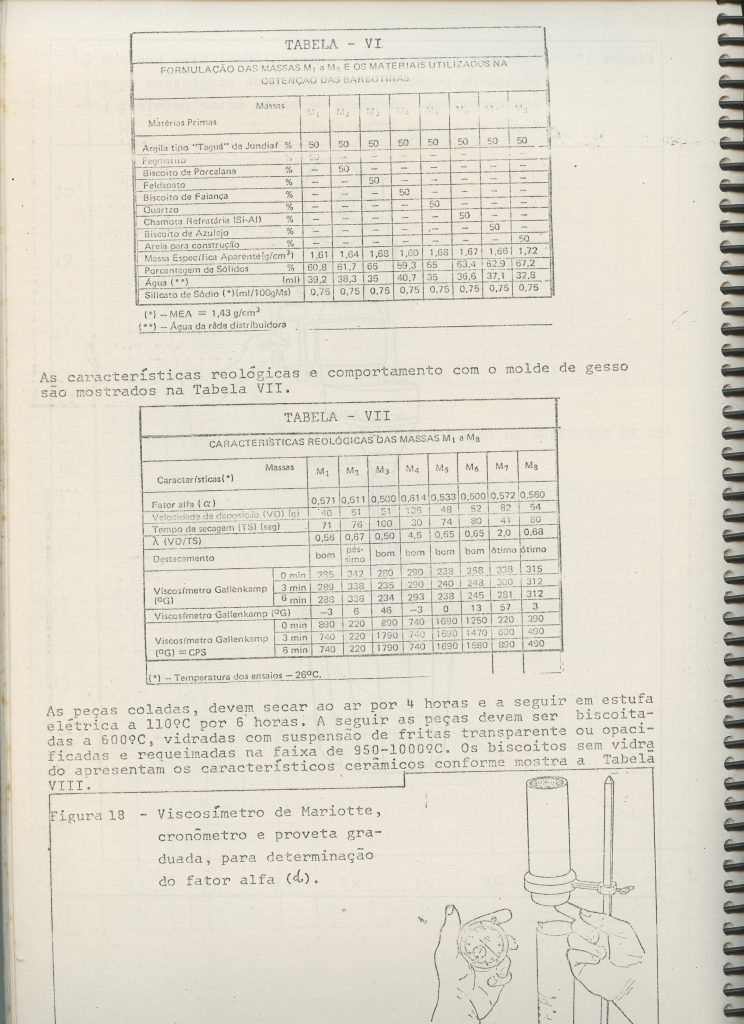 TABELA - VI
FORMULAÇÃO DAS MASSAS M1 a M8 E OS MATERIAIS UTILIZADOS NA
OBTENÇÃO DAS BARBOTINAS
Massas
Matérias Primas M1 M2 M3 M4 M5 M6 M7 M8
Argila tipo "Taguá" de Jundiaí % 50 50 50 50 50 50 50 50
Pegmatito % 50 – – – – – – –
Biscoito de Porcelana % – 50 – – – – – –
Feldspato % – – 50 – – – – –
Biscoito de Faiança % – – – 50 – – – –
Quartzo % – – – – 50 – – –
Chamota Refratária (Si-Al) % – – – – – 50 – –
Biscoito de Azulejo % – – – – – – 50 –
Areia para construção % – – – – – – – 50
Massa Específica Aparente(g/cm³) 1,61 1,64 1,68 1,60 1,68 1,67 1,66 1,72
Porcentagem de Sólidos % 60,8 61,7 65 59,3 65 63,4 62,9 67,2
Água (**) (ml) 39,2 38,3 35 40,7 35 36,6 37,1 32,8
Silicato de Sódio (*)(ml/100gMs) 0,75 0,75 0,75 0,75 0,75 0,75 0,75 0,75
(*) – MEA = 1,43 g/cm³
(**) – Água da rêde distribuidora
As características reológicas e comportamento com o molde de gesso
são mostrados na Tabela VII.
TABELA - VII
CARACTERÍSTICAS REOLÓGICAS DAS MASSAS M1 e M8
Massas
Características(*) M1 M2 M3 M4 M5 M6 M7 M8
Fator alfa (α) 0,571 0,611 0,500 0,614 0,533 0,500 0,572 0,560
Velocidade de deposição (VD) (g) 40 51 51 135 48 52 82 54
Tempo de secagem (TS) (seg) 71 76 100 30 74 80 41 80
λ (VD/TS) 0,56 0,67 0,50 4,5 0,65 0,65 2,0 0,68
Destacamento bom pés-timo bom bom bom bom ótimo ótimo
Viscosímetro Gallenkamp (ºG) 0 min 285 342 280 290 238 258 338 315
3 min 289 338 235 290 240 248 300 312
6 min 288 336 234 293 238 245 281 312
Viscosímetro Gallenkamp (ºG) –3 6 46 –3 0 13 57 3
Viscosímetro Gallenkamp (ºG) = CPS 0 min 890 220 890 740 1690 1250 220 390
3 min 740 220 1790 740 1690 1470 600 490
6 min 740 220 1790 740 1690 1580 890 490
(*) – Temperatura dos ensaios – 26ºC.
As peças coladas, devem secar ao ar por 4 horas e a seguir em estufa
elétrica a 110ºC por 6 horas. A seguir as peças devem ser biscoita-
das a 600ºC, vidradas com suspensão de fritas transparente ou opaci-
ficadas e requeimadas na faixa de 950-1000ºC. Os biscoitos sem vidra
do apresentam os característicos cerâmicos conforme mostra a Tabela
VIII.
Figura 18 - Viscosímetro de Mariotte,
cronômetro e proveta gra-
duada, para determinação
do fator alfa (α).